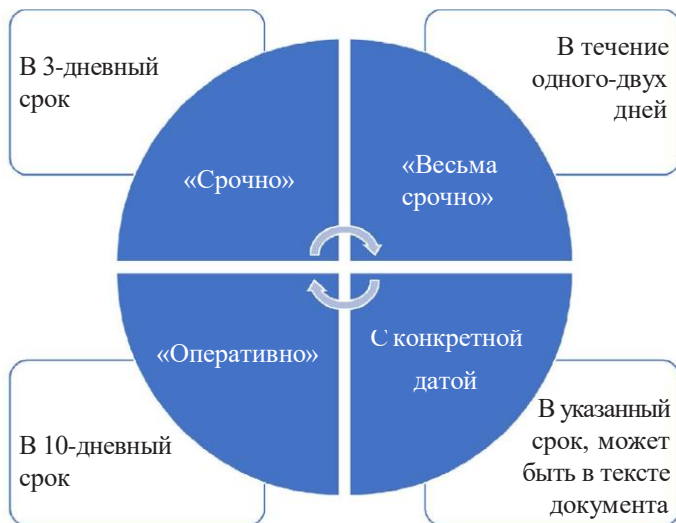 В 3-дневный
срок
«Срочно»
В течение
одного-двух
дней
«Весьма
срочно»
«Оперативно»
В 10-дневный
срок
С конкретной
датой
В указанный
срок, может
быть в тексте
документа